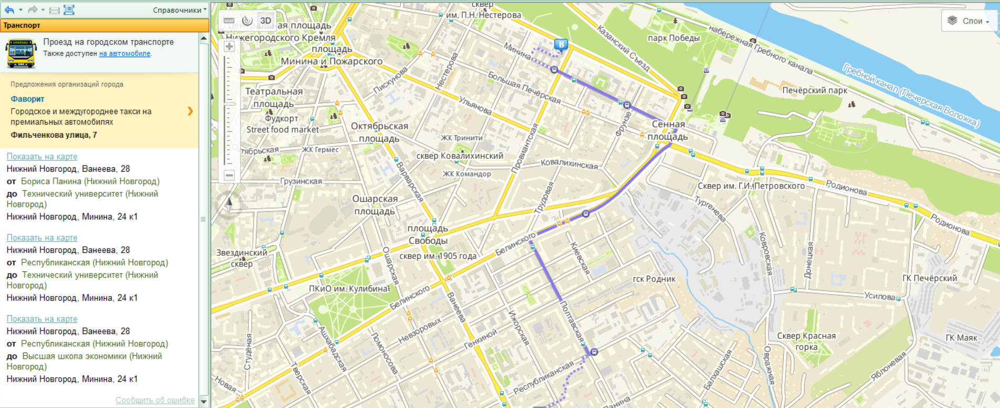 Справочники
Транспорт
Проезд на городском транспорте
Также доступен на автомобиле.
Предложения организаций города
Фаворит
Городское и междугороднее такси на
премиальных автомобилях
Фильченкова улица, 7
Показать на карте
Нижний Новгород, Ванеева, 28
от Бориса Панина (Нижний Новгород)
до Технический университет (Нижний
Новгород)
Нижний Новгород, Минина, 24 к1
Показать на карте
Нижний Новгород, Ванеева, 28
от Республиканская (Нижний Новгород)
до Технический университет (Нижний
Новгород)
Нижний Новгород, Минина, 24 к1
Показать на карте
Нижний Новгород, Ванеева, 28
от Республиканская (Нижний Новгород)
до Высшая школа экономики (Нижний
Новгород)
Нижний Новгород, Минина, 24 к1
Сообщить об ошибке
3D
Слои
сквер
им. П.Н. Нестерова
площадь
Нижегородского Кремля
площадь
Минина и Пожарского
Казанский Съезд
парк Победы
набережная Гребного канала
Гребной канал (Печерская Воложка)
Печёрский парк
B
Минина
Нестерова
Пискунова
Большая Печёрская
Ульянова
Театральная
площадь
Фудкорт
Street food market
Октябрьская
площадь
ЖК Тринити
ЖК Гермес
сквер Ковалихинский
ЖК Командор
Провиантская
Ковалихинская
Фрунзе
Сенная
площадь
Варварская
Грузинская
Ошарская
площадь
Трудовая
Сквер им. Г.И. Петровского
Родионова
Родионова
Тургенева
площадь
Свободы
сквер им. 1905 года
Белинского
Звездинский
сквер
Ошарская
Киевская
гск Родник
Ковровская
Донецкая
ГК Печёрский
Усилова
ПКиО им. Кулибина
Белинского
Ванеева
Полтавская
Ижорская
Невзоровых
Генкиной
Студёная
Ашхабадская
Ломоносова
Тверская
Новая
Республиканская
Панина
Балхашская
Овражная
Сквер Красная
горка
ГК Маяк
Яблоневая